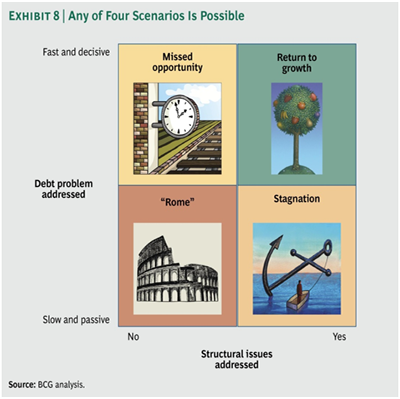 EXHIBIT 8 | Any of Four Scenarios Is Possible
Fast and decisive
Missed
opportunity
Return to
growth
Debt problem
addressed
"Rome"
Stagnation
Slow and passive
No
Yes
Structural issues
addressed
Source: BCG analysis.